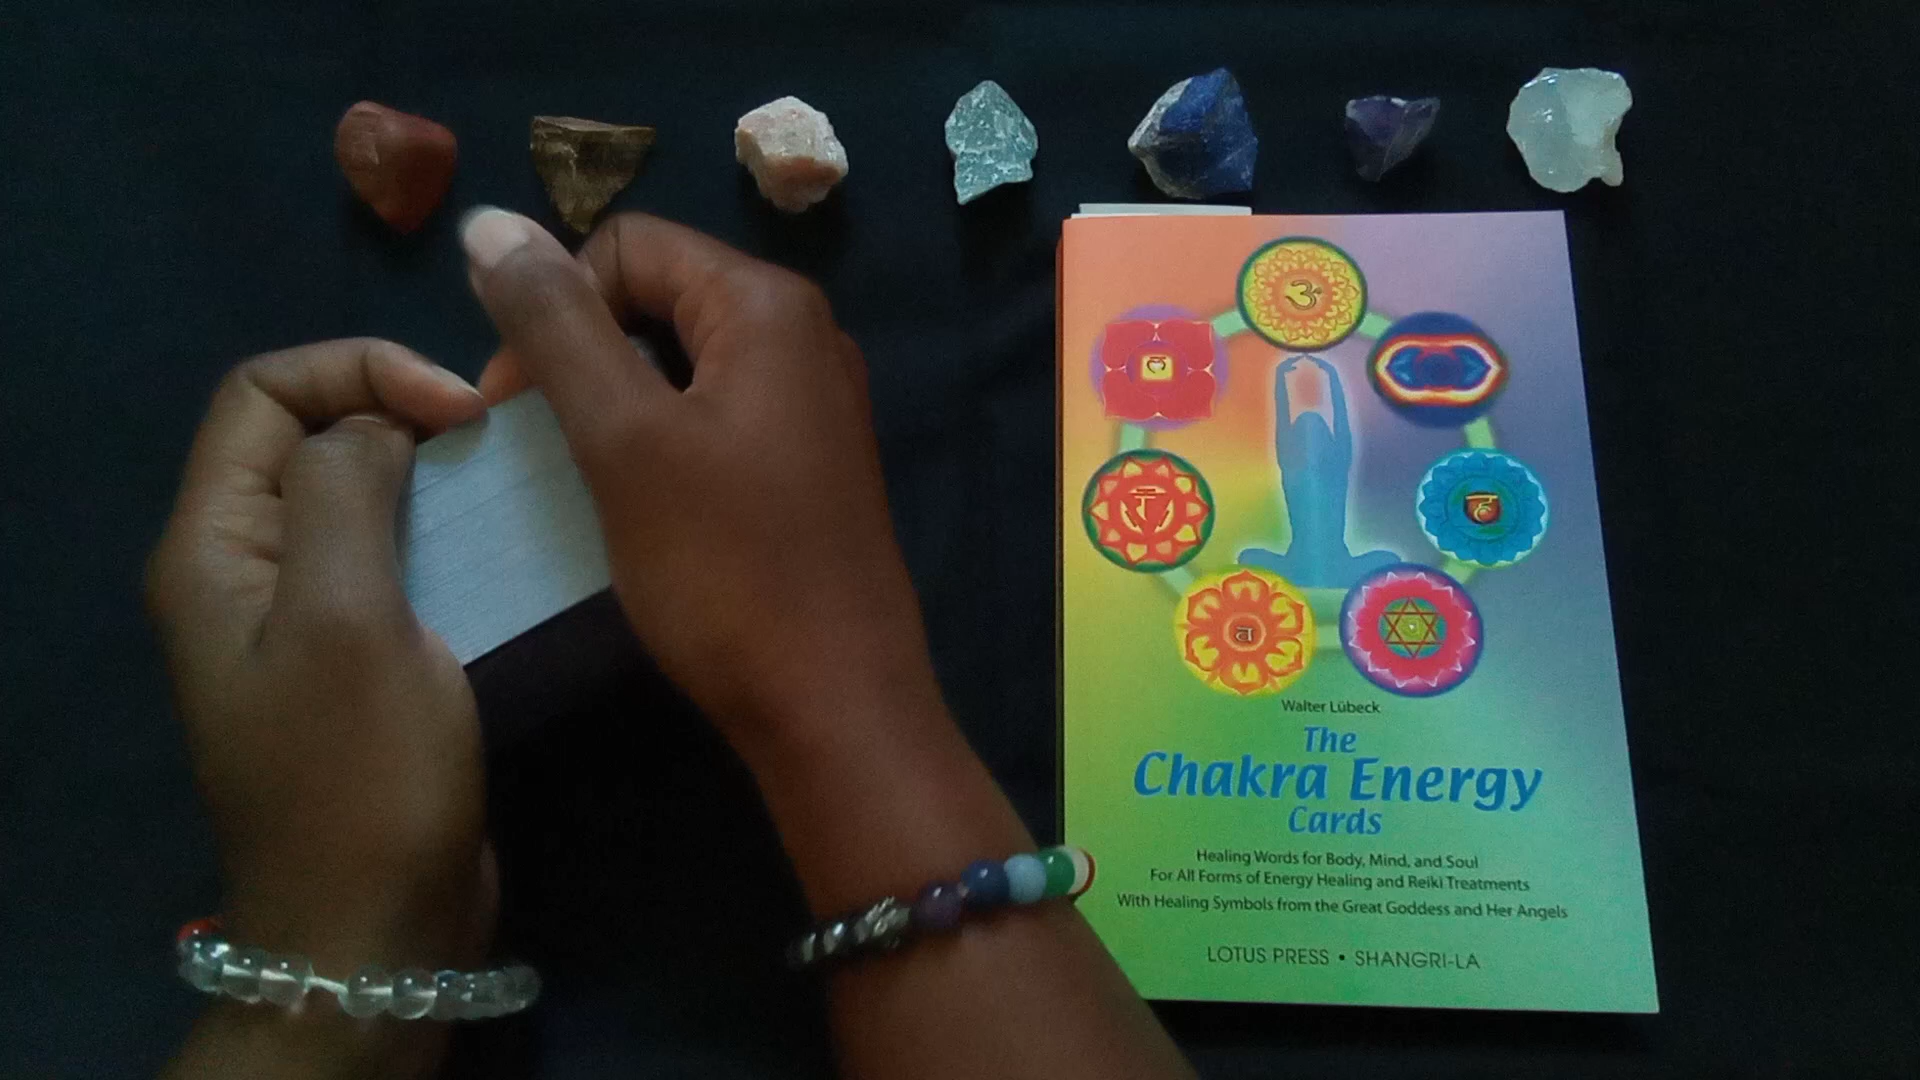 ॐ
Walter Lübeck
The
Chakra Energy
Cards
Healing Words for Body, Mind, and Soul
For All Forms of Energy Healing and Reiki Treatments
With Healing Symbols from the Great Goddess and Her Angels
LOTUS PRESS • SHANGRI-LA